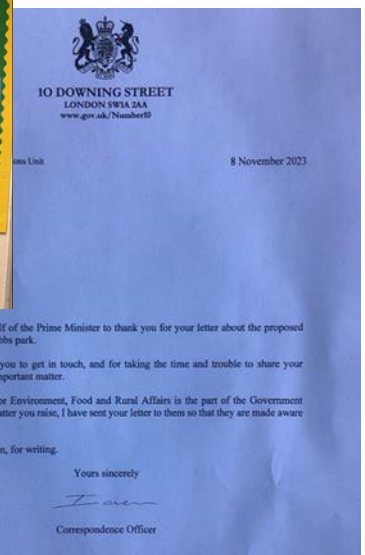 10 DOWNING STREET
LONDON SW1A 2AA
www.gov.uk/Number10
ons Unit
8 November 2023
lf of the Prime Minister to thank you for your letter about the proposed
bbs park.
you to get in touch, and for taking the time and trouble to share your
portant matter.
or Environment, Food and Rural Affairs is the part of the Government
atter you raise, I have sent your letter to them so that they are made aware
n, for writing.
Yours sincerely
Correspondence Officer